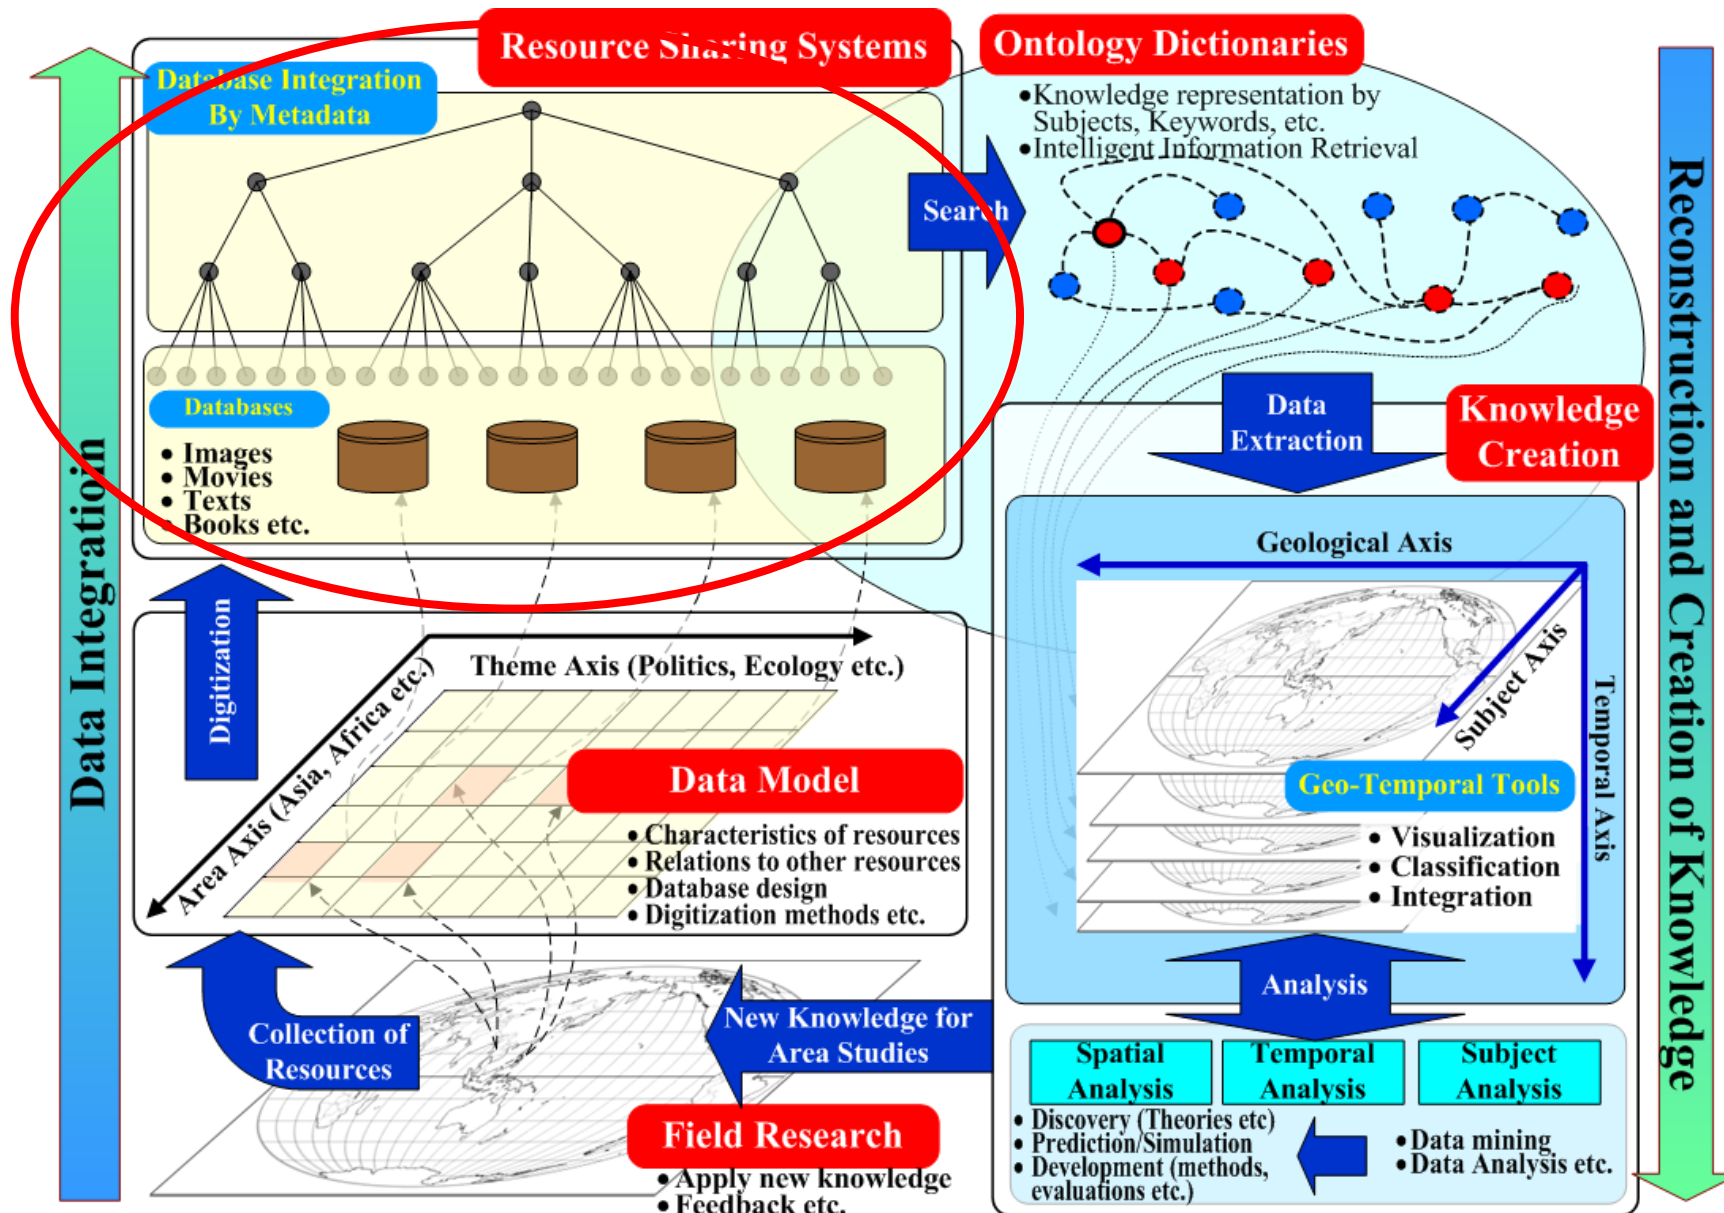 Resource Sharing Systems
Ontology Dictionaries
Database Integration
By Metadata
•Knowledge representation by
Subjects, Keywords, etc.
•Intelligent Information Retrieval
Search
Databases
• Images
• Movies
• Texts
• Books etc.
Data
Extraction
Knowledge
Creation
Data Integratioin
Reconstruction and Creation of Knowledge
Digitization
Theme Axis (Politics, Ecology etc.)
Area Axis (Asia, Africa etc.)
Data Model
• Characteristics of resources
• Relations to other resources
• Database design
• Digitization methods etc.
Geological Axis
Subject Axis
Temporal Axis
Geo-Temporal Tools
• Visualization
• Classification
• Integration
Analysis
Collection of
Resources
New Knowledge for
Area Studies
Field Research
• Apply new knowledge
• Feedback etc.
Spatial
Analysis
Temporal
Analysis
Subject
Analysis
• Discovery (Theories etc)
• Prediction/Simulation
• Development (methods,
evaluations etc.)
• Data mining
• Data Analysis etc.